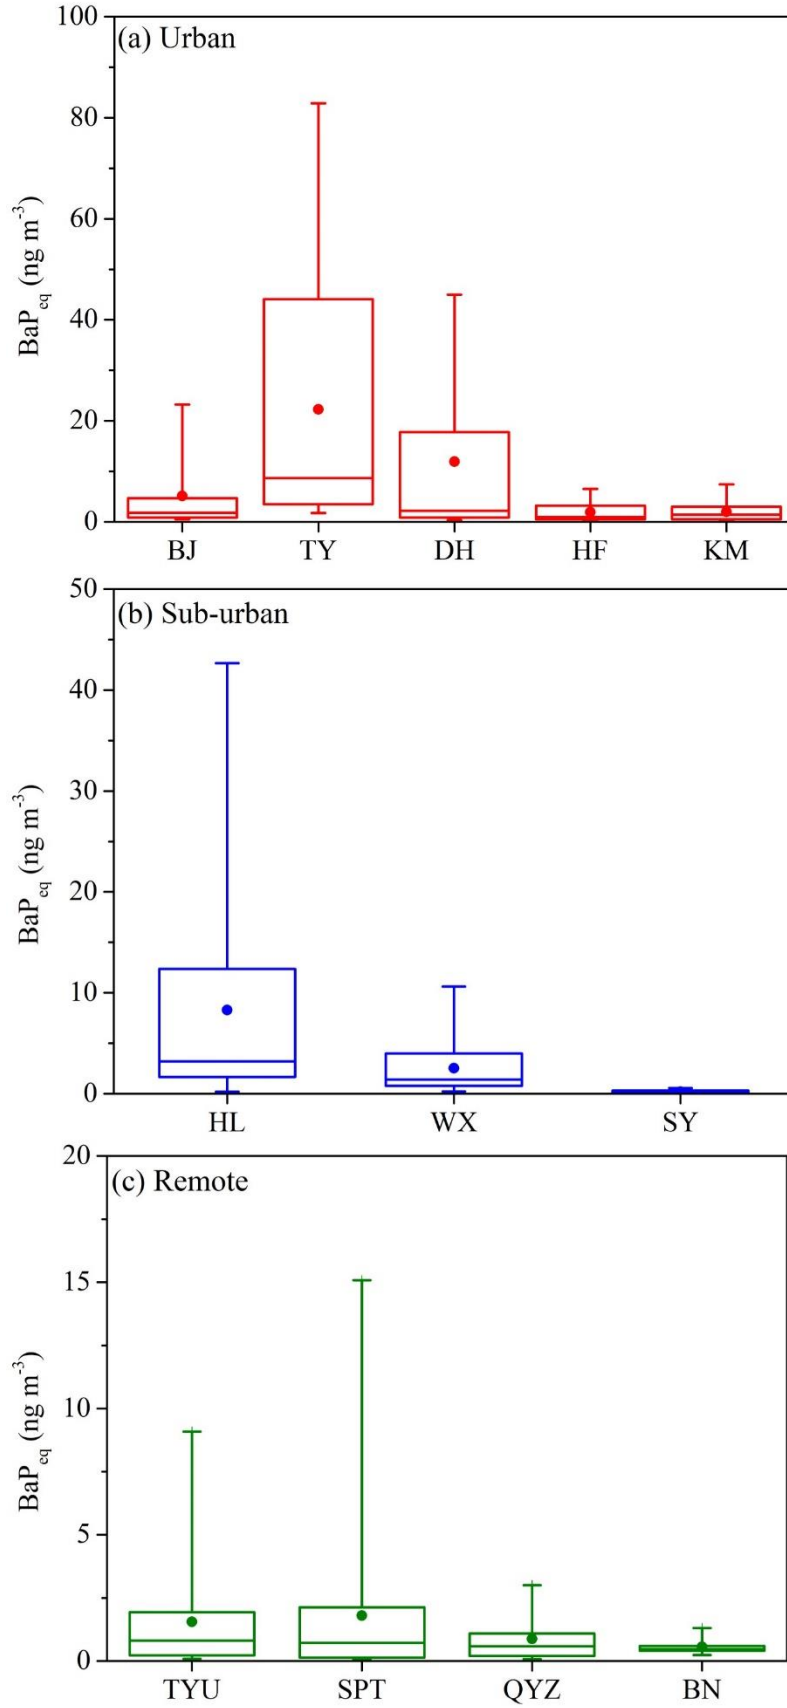 (a) Urban
100
80
60
40
20
0
BaPeq (ng m-3)
BJ TY DH HF KM
(b) Sub-urban
50
40
30
20
10
0
BaPeq (ng m-3)
HL WX SY
(c) Remote
20
15
10
5
0
BaPeq (ng m-3)
TYU SPT QYZ BN